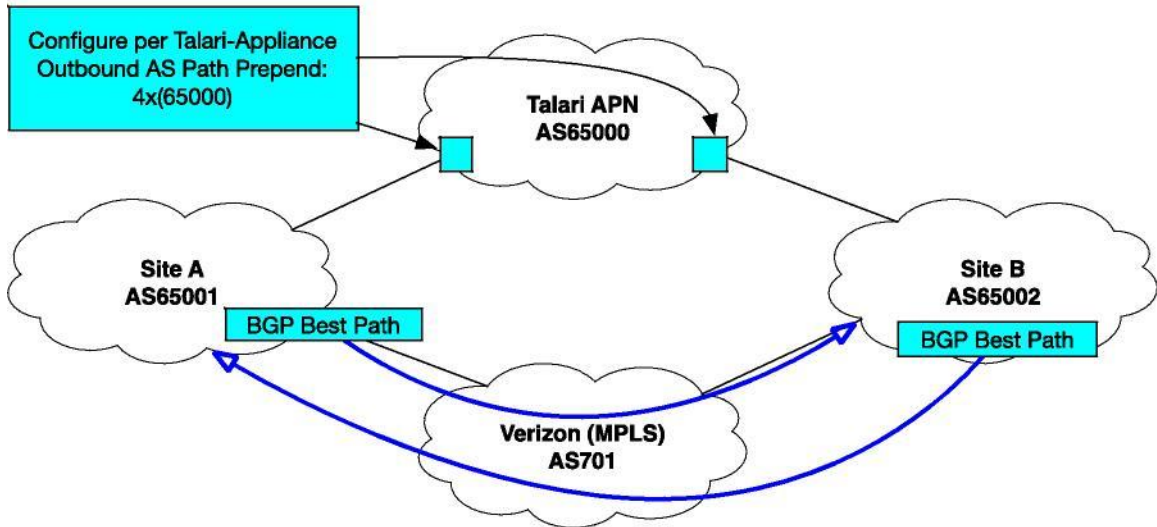 Configure per Talari-Appliance
Outbound AS Path Prepend:
4x(65000)
Talari APN
AS65000
Site A
AS65001
BGP Best Path
Site B
AS65002
BGP Best Path
Verizon (MPLS)
AS701